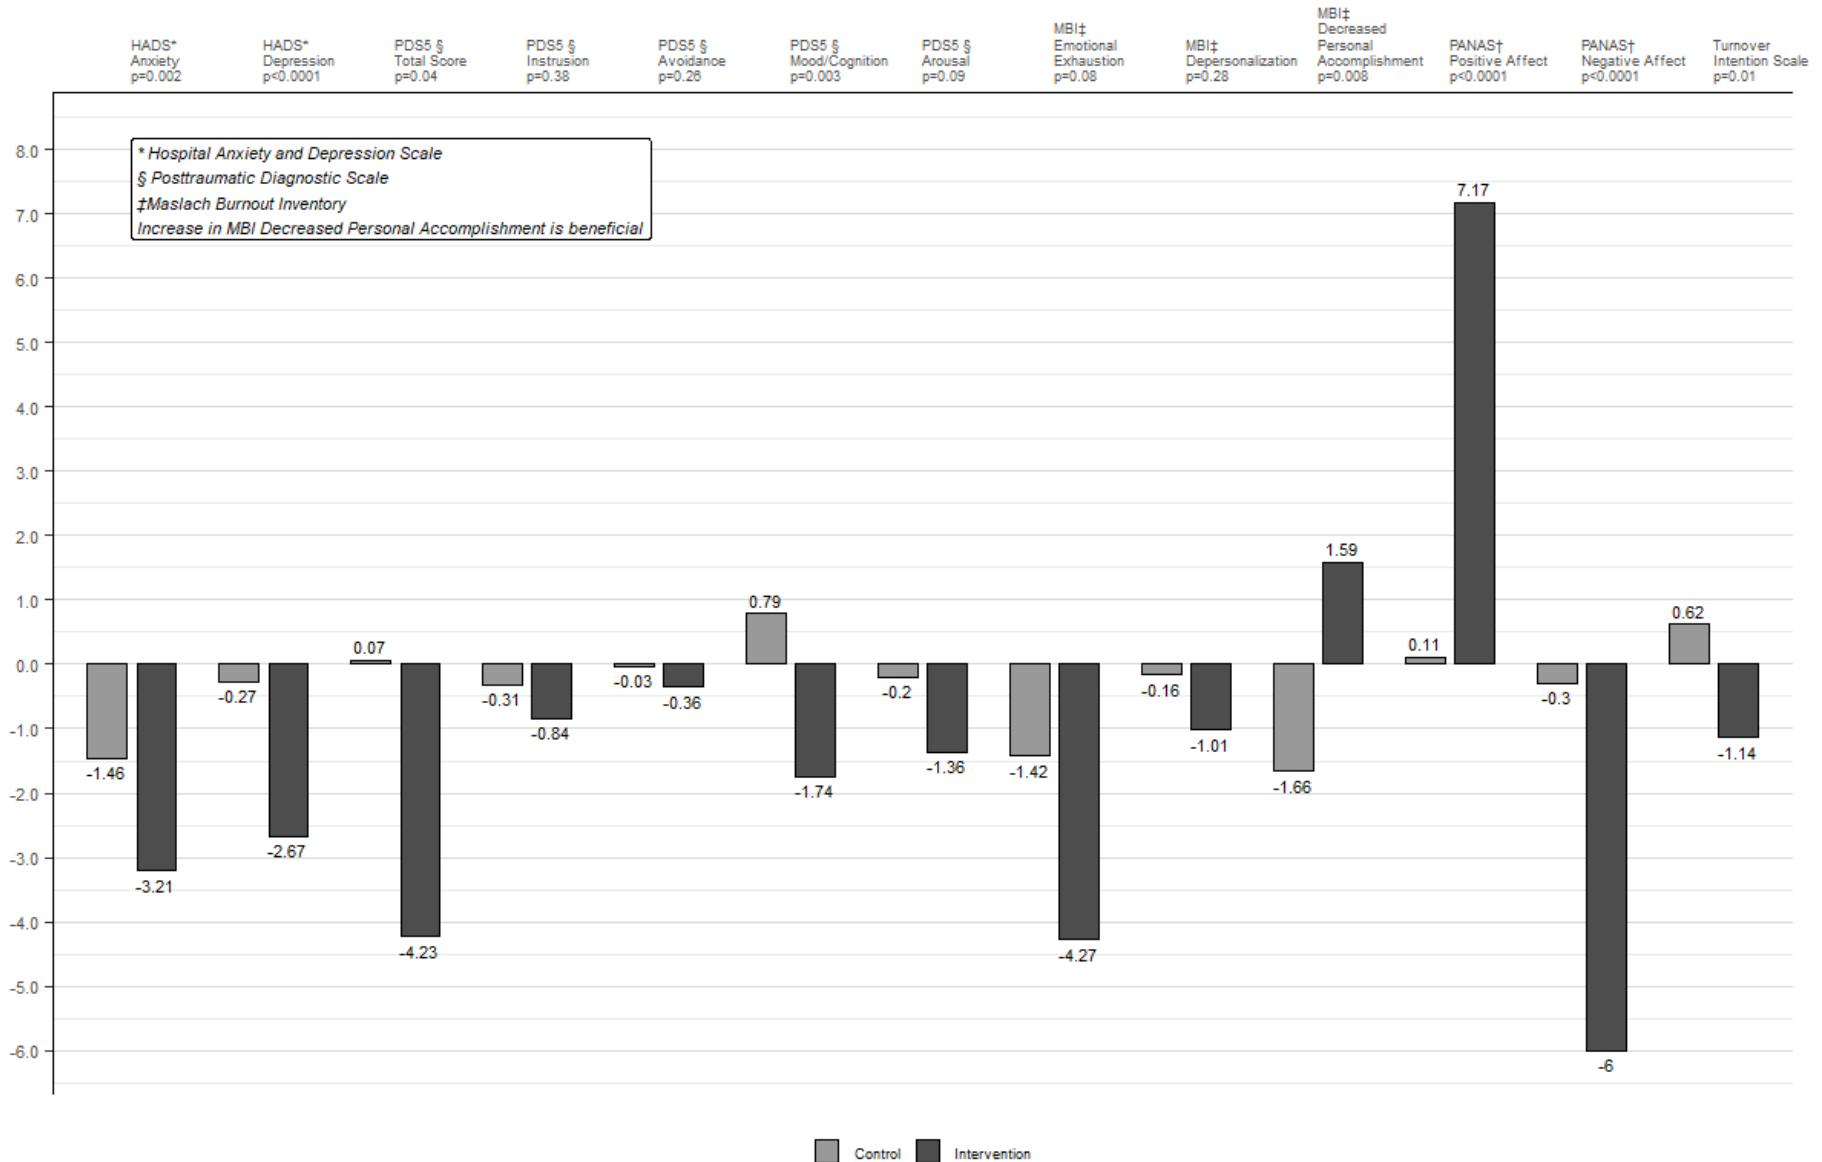 HADS*
Anxiety
p=0.002
HADS*
Depression
p<0.0001
PDS5 §
Total Score
p=0.04
PDS5 §
Instrusion
p=0.38
PDS5 §
Avoidance
p=0.26
PDS5 §
Mood/Cognition
p=0.003
PDS5 §
Arousal
p=0.09
MBI‡
Emotional
Exhaustion
p=0.08
MBI‡
Depersonalization
p=0.28
MBI‡
Decreased
Personal
Accomplishment
p=0.008
PANAS†
Positive Affect
p<0.0001
PANAS†
Negative Affect
p<0.0001
Turnover
Intention Scale
p=0.01
* Hospital Anxiety and Depression Scale
§ Posttraumatic Diagnostic Scale
‡Maslach Burnout Inventory
Increase in MBI Decreased Personal Accomplishment is beneficial
8.0
7.0
6.0
5.0
4.0
3.0
2.0
1.0
0.0
-1.0
-2.0
-3.0
-4.0
-5.0
-6.0
-1.46
-3.21
-0.27
-2.67
0.07
-4.23
-0.31
-0.84
-0.03
-0.36
0.79
-1.74
-0.2
-1.36
-1.42
-4.27
-0.16
-1.01
-1.66
1.59
0.11
7.17
-0.3
-6
0.62
-1.14
Control
Intervention